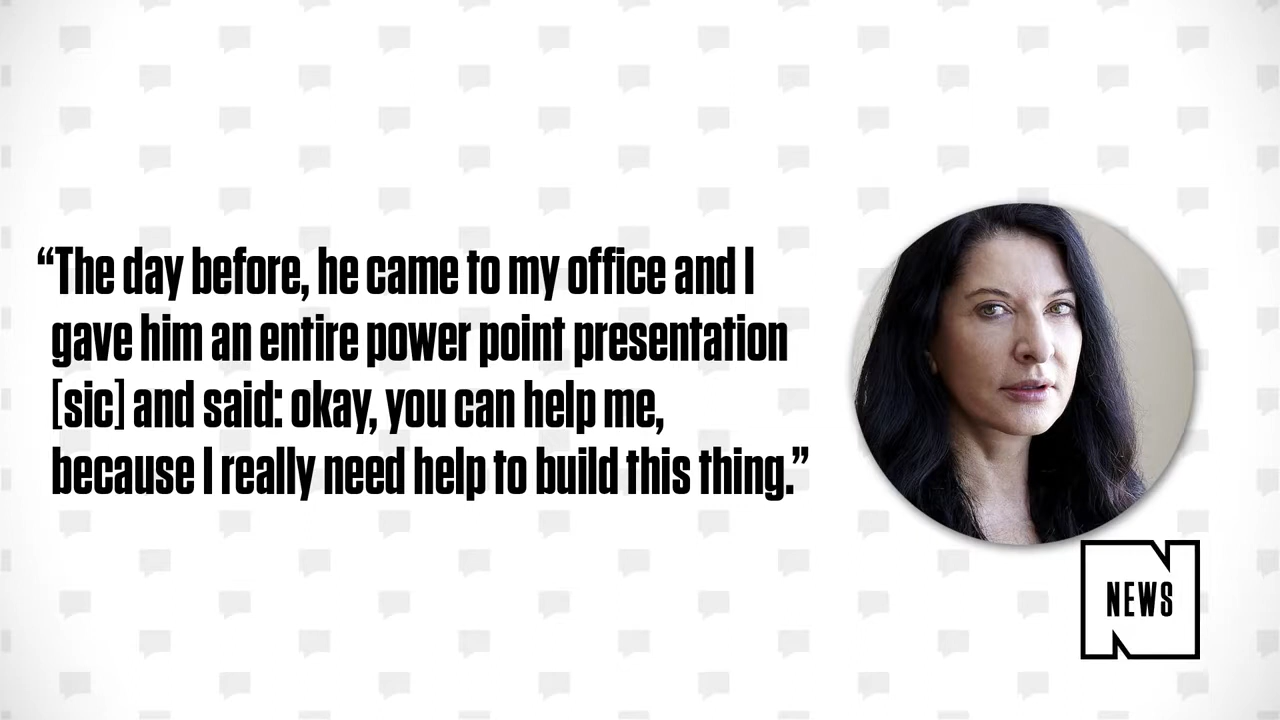 “The day before, he came to my office and I
gave him an entire power point presentation
[sic] and said: okay, you can help me,
because I really need help to build this thing.”
NEWS